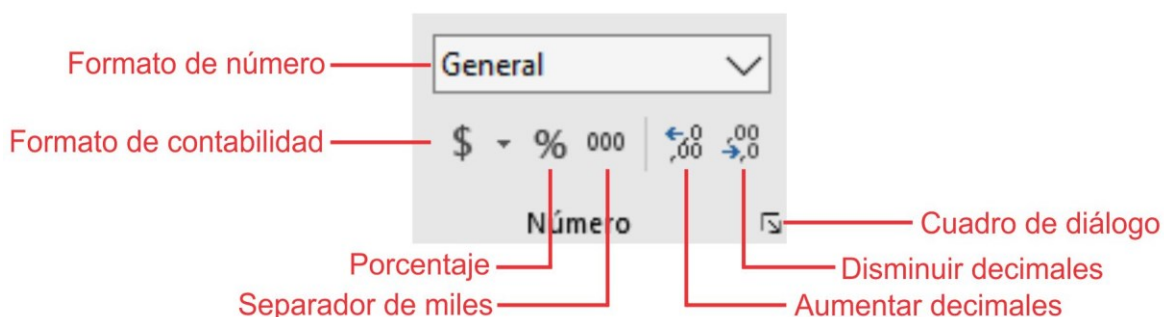 Formato de número
General
Formato de contabilidad
$ % 000 ,0 ,00 ,00 ,0
Número
Cuadro de diálogo
Porcentaje
Disminuir decimales
Separador de miles
Aumentar decimales